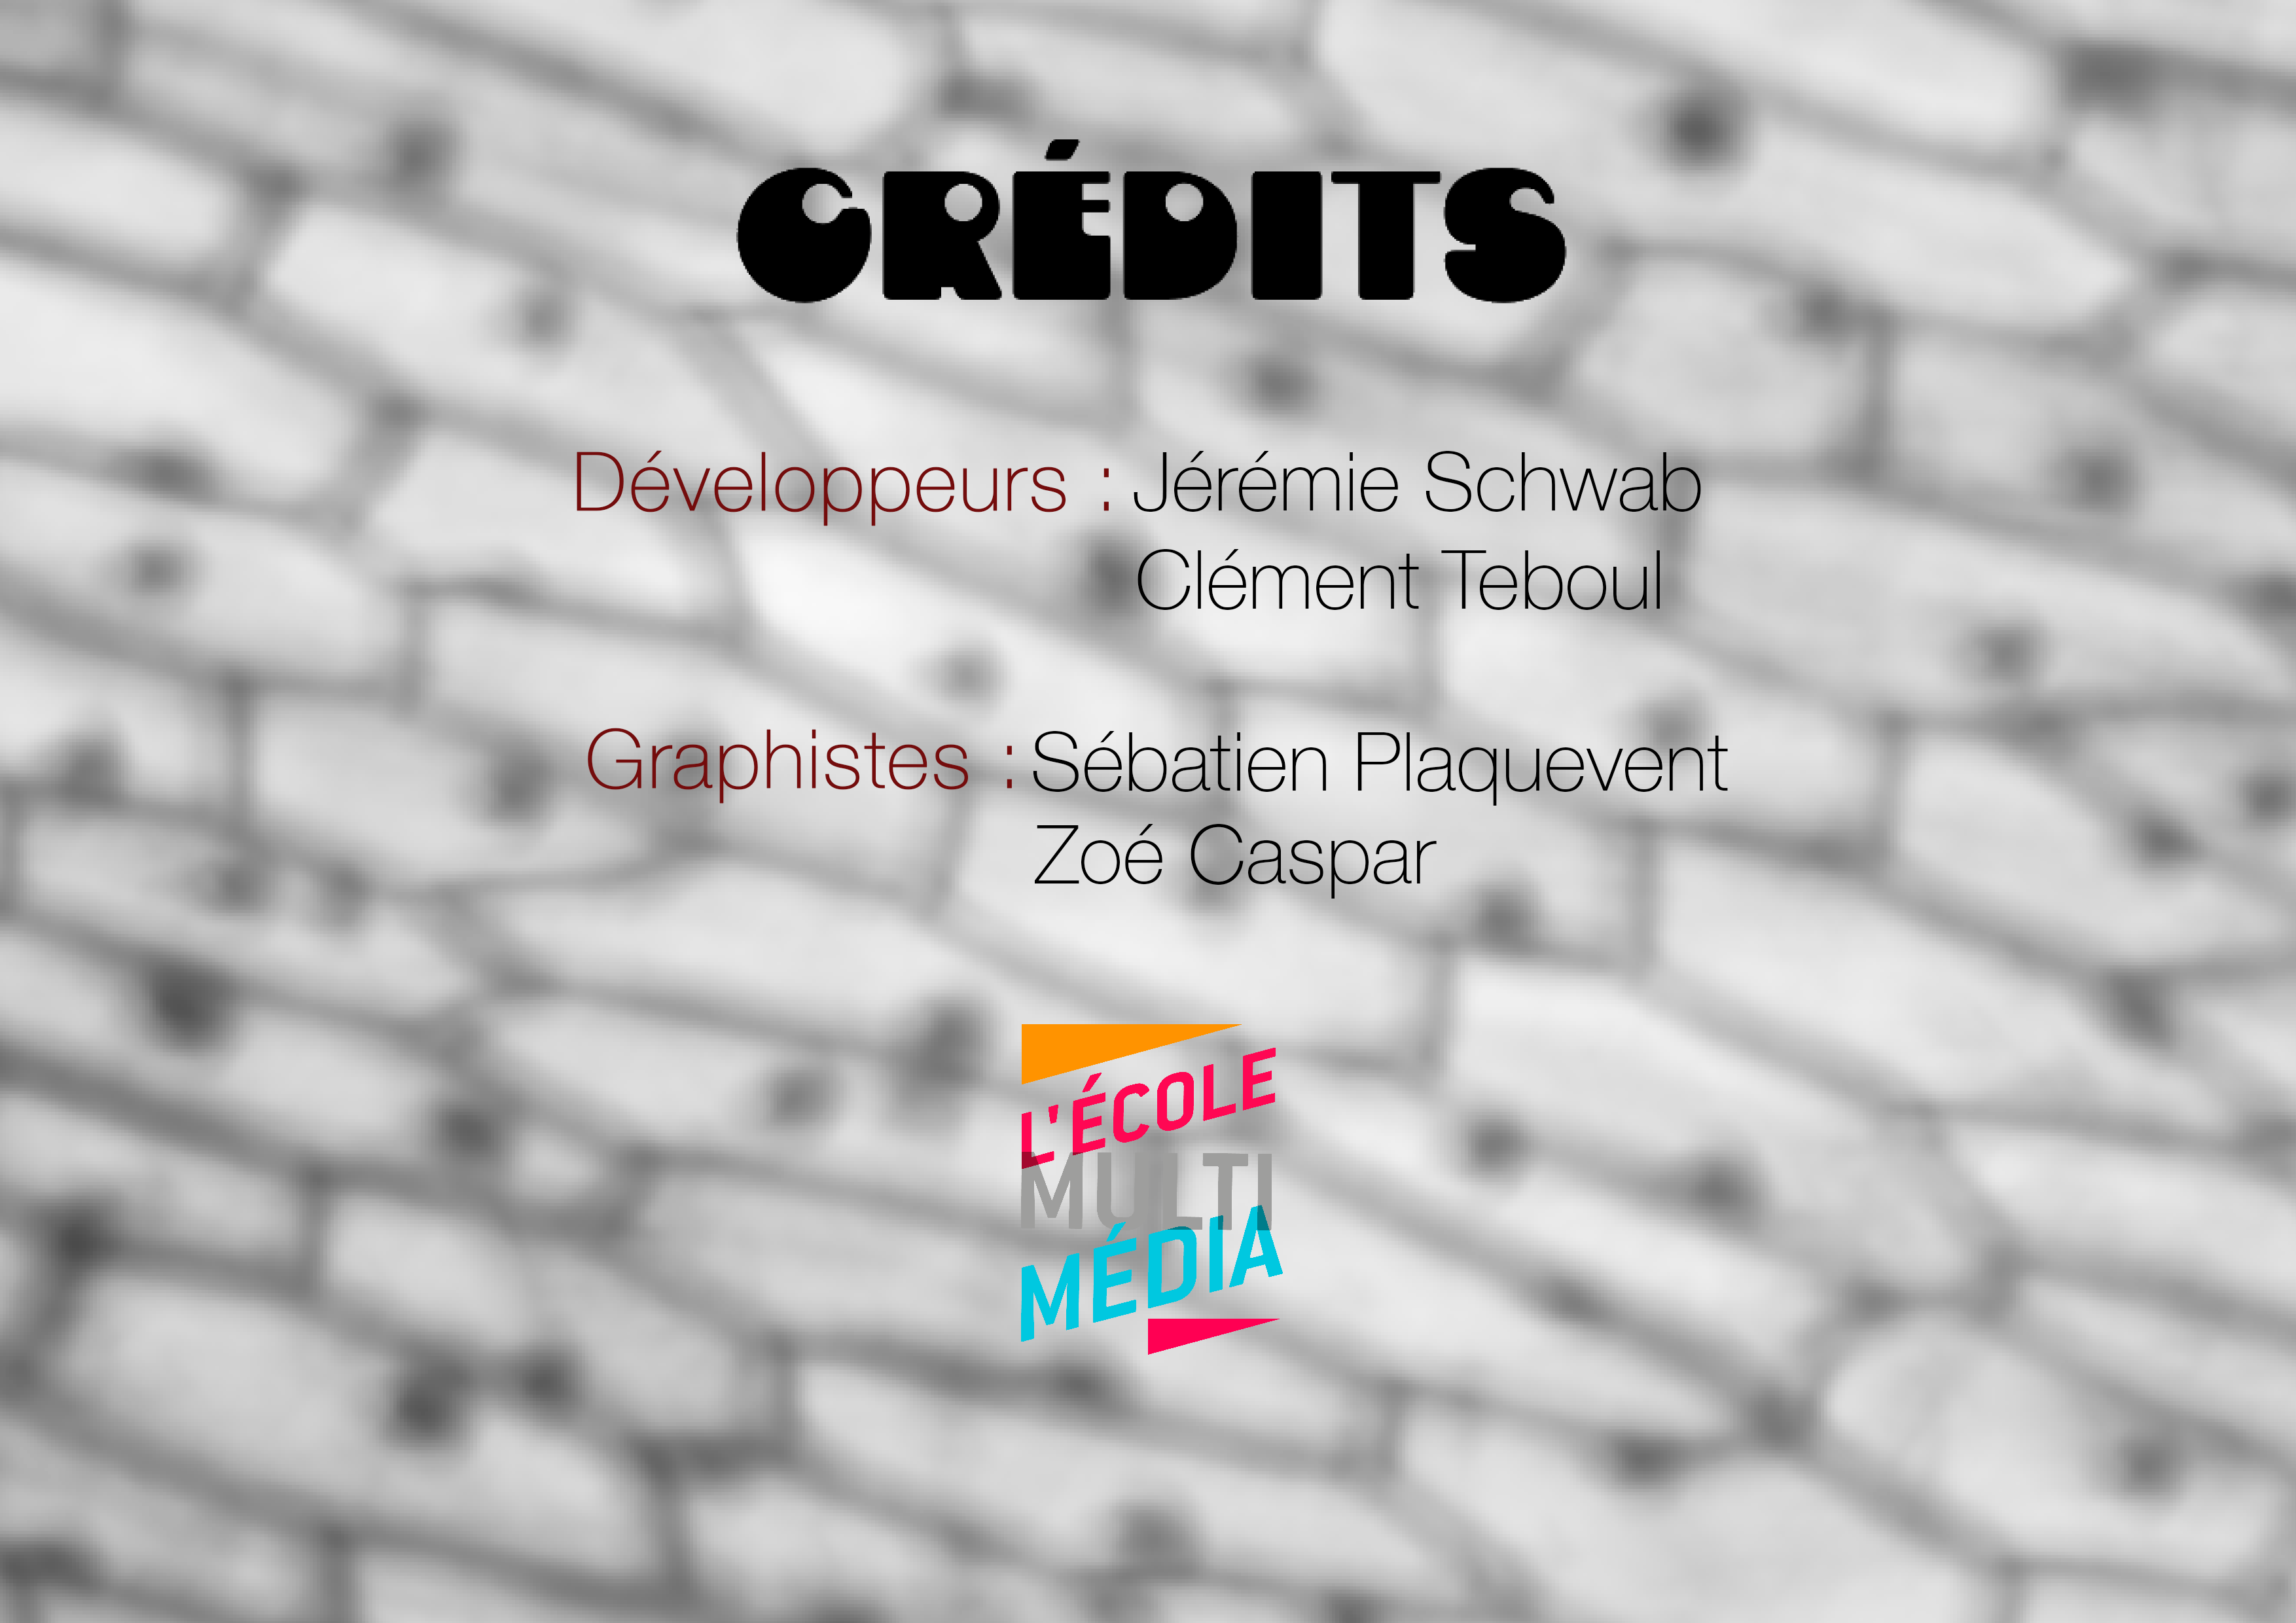 CRÉDITS
Développeurs : Jérémie Schwab
Clément Teboul
Graphistes : Sébatien Plaquevent
Zoé Caspar
L'ÉCOLE
MULTI
MÉDIA